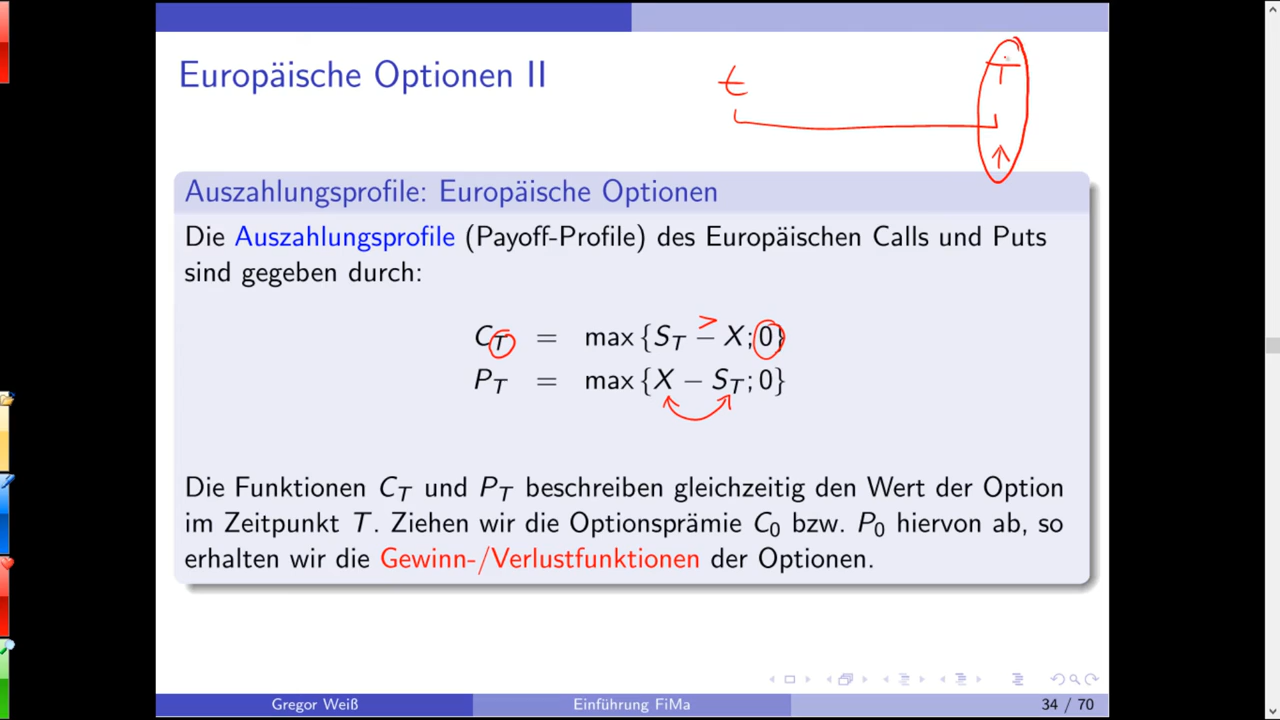 Europäische Optionen II
t
T
Auszahlungsprofile: Europäische Optionen
Die Auszahlungsprofile (Payoff-Profile) des Europäischen Calls und Puts
sind gegeben durch:
>
C_T = max {S_T − X; 0}
P_T = max {X − S_T; 0}
Die Funktionen C_T und P_T beschreiben gleichzeitig den Wert der Option
im Zeitpunkt T. Ziehen wir die Optionsprämie C_0 bzw. P_0 hiervon ab, so
erhalten wir die Gewinn-/Verlustfunktionen der Optionen.
Gregor Weiß Einführung FiMa 34 / 70